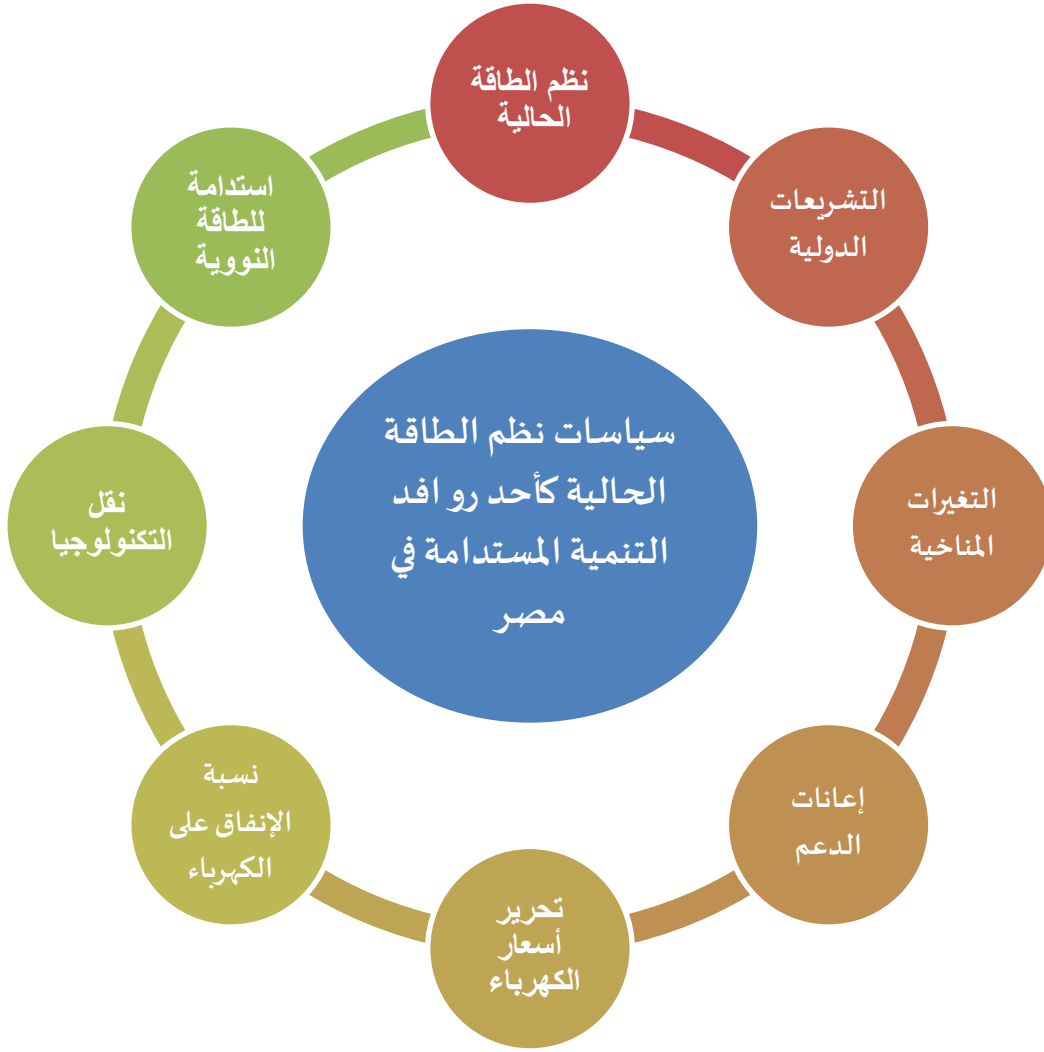 نظم الطاقة
الحالية
التشريعات
الدولية
التغيرات
المناخية
إعانات
الدعم
تحرير
أسعار
الكهرباء
نسبة
الإنفاق على
الكهرباء
نقل
التكنولوجيا
استدامة
للطاقة
النووية
سياسات نظم الطاقة
الحالية كأحد رو افد
التنمية المستدامة في
مصر